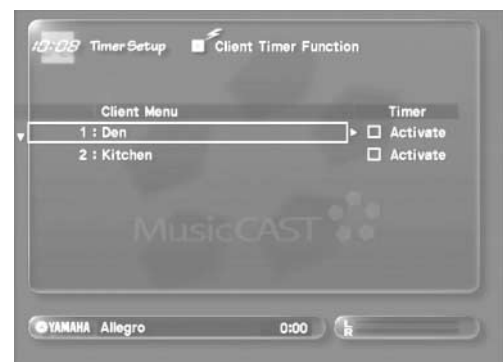 10:08 Timer Setup Client Timer Function
Client Menu Timer
1 : Den Activate
2 : Kitchen Activate
MusicCAST
YAMAHA Allegro 0:00 L R